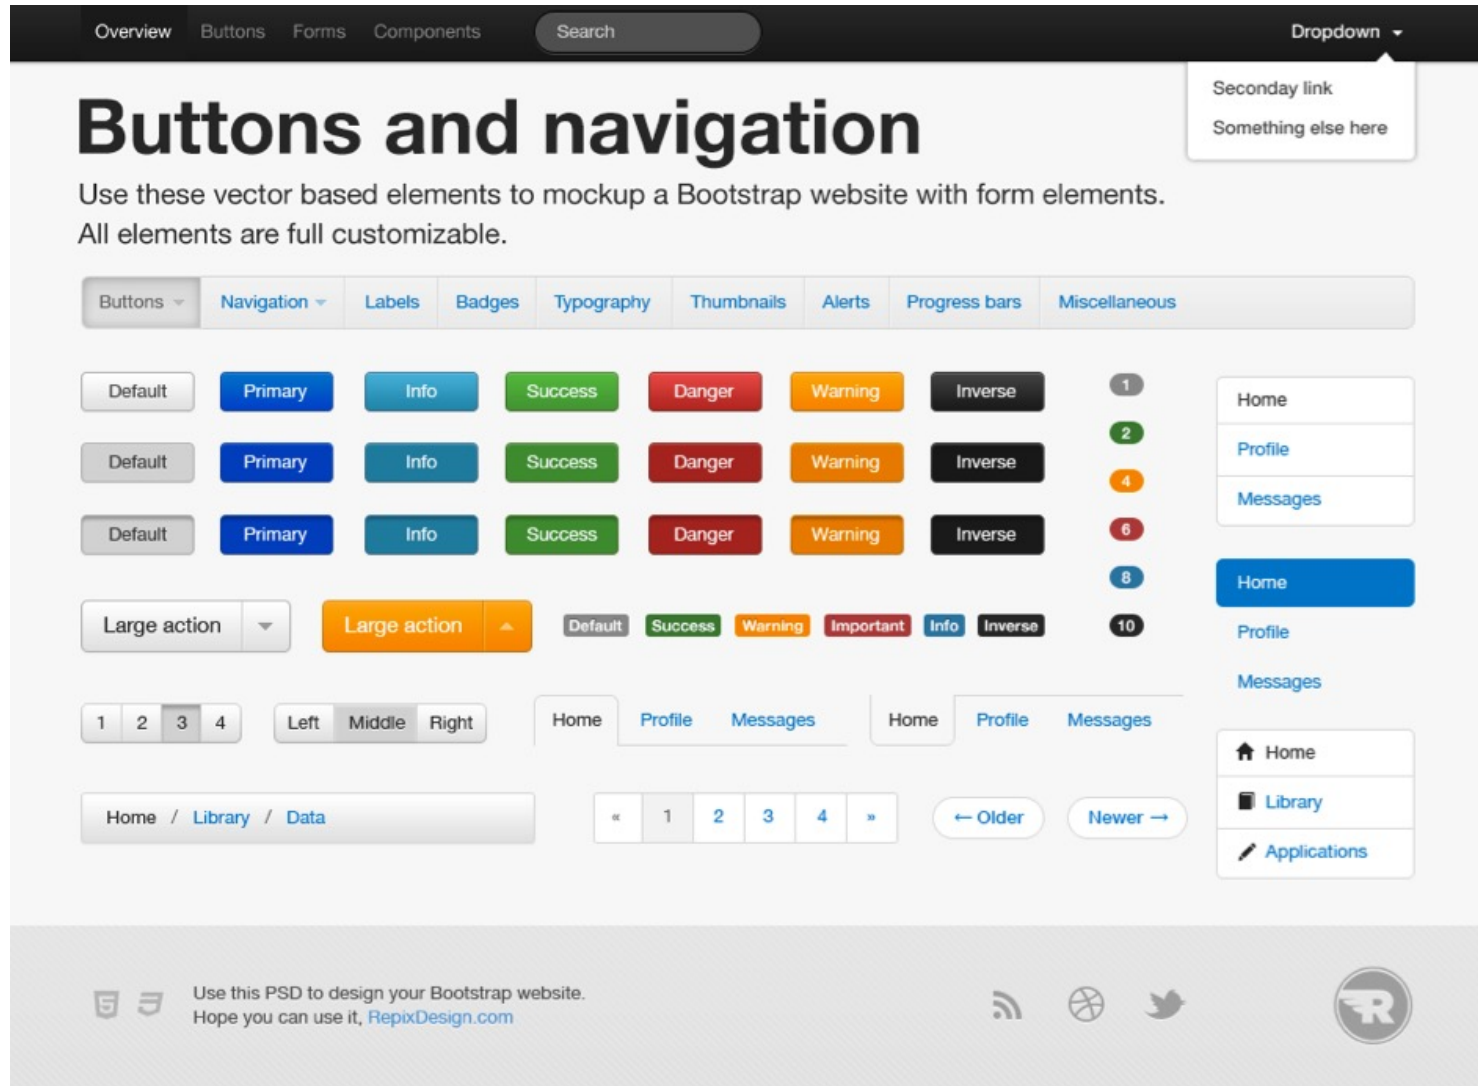 Overview Buttons Forms Components Search Dropdown
Seconday link
Something else here
Buttons and navigation
Use these vector based elements to mockup a Bootstrap website with form elements.
All elements are full customizable.
Buttons Navigation Labels Badges Typography Thumbnails Alerts Progress bars Miscellaneous
Default Primary Info Success Danger Warning Inverse
Default Primary Info Success Danger Warning Inverse
Default Primary Info Success Danger Warning Inverse
1
2
4
6
8
10
Home
Profile
Messages
Home
Profile
Messages
Large action Large action Default Success Warning Important Info Inverse
1 2 3 4 Left Middle Right Home Profile Messages Home Profile Messages
Home
Library
Applications
Home / Library / Data « 1 2 3 4 » ← Older Newer →
Use this PSD to design your Bootstrap website.
Hope you can use it, RepixDesign.com
5 3 R